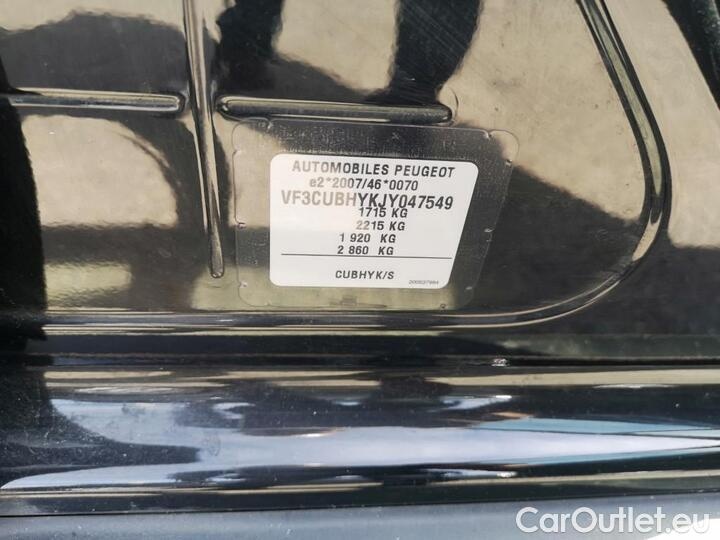 AUTOMOBILES PEUGEOT
e2*2007/46*0070
VF3CUBHYKJY047549
1715 KG
2215 KG
1 920 KG
2 860 KG
CUBHYK/S
CarOutlet.eu